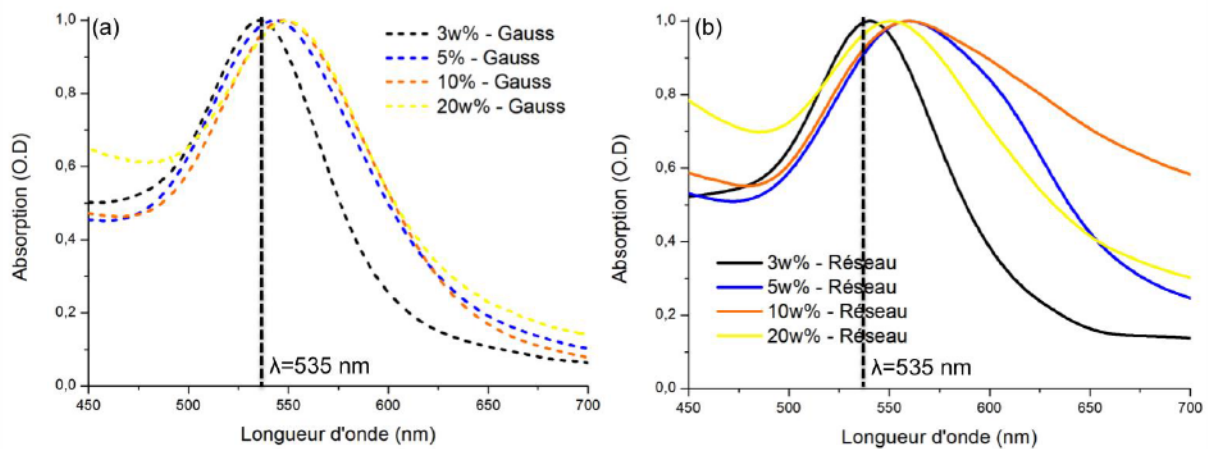 (a)
3w% - Gauss
5% - Gauss
10% - Gauss
20w% - Gauss
1,0
0,8
0,6
0,4
0,2
0,0
Absorption (O.D)
λ=535 nm
450 500 550 600 650 700
Longueur d'onde (nm)
(b)
1,0
0,8
0,6
0,4
0,2
0,0
Absorption (O.D)
3w% - Réseau
5w% - Réseau
10w% - Réseau
20w% - Réseau
λ=535 nm
450 500 550 600 650 700
Longueur d'onde (nm)